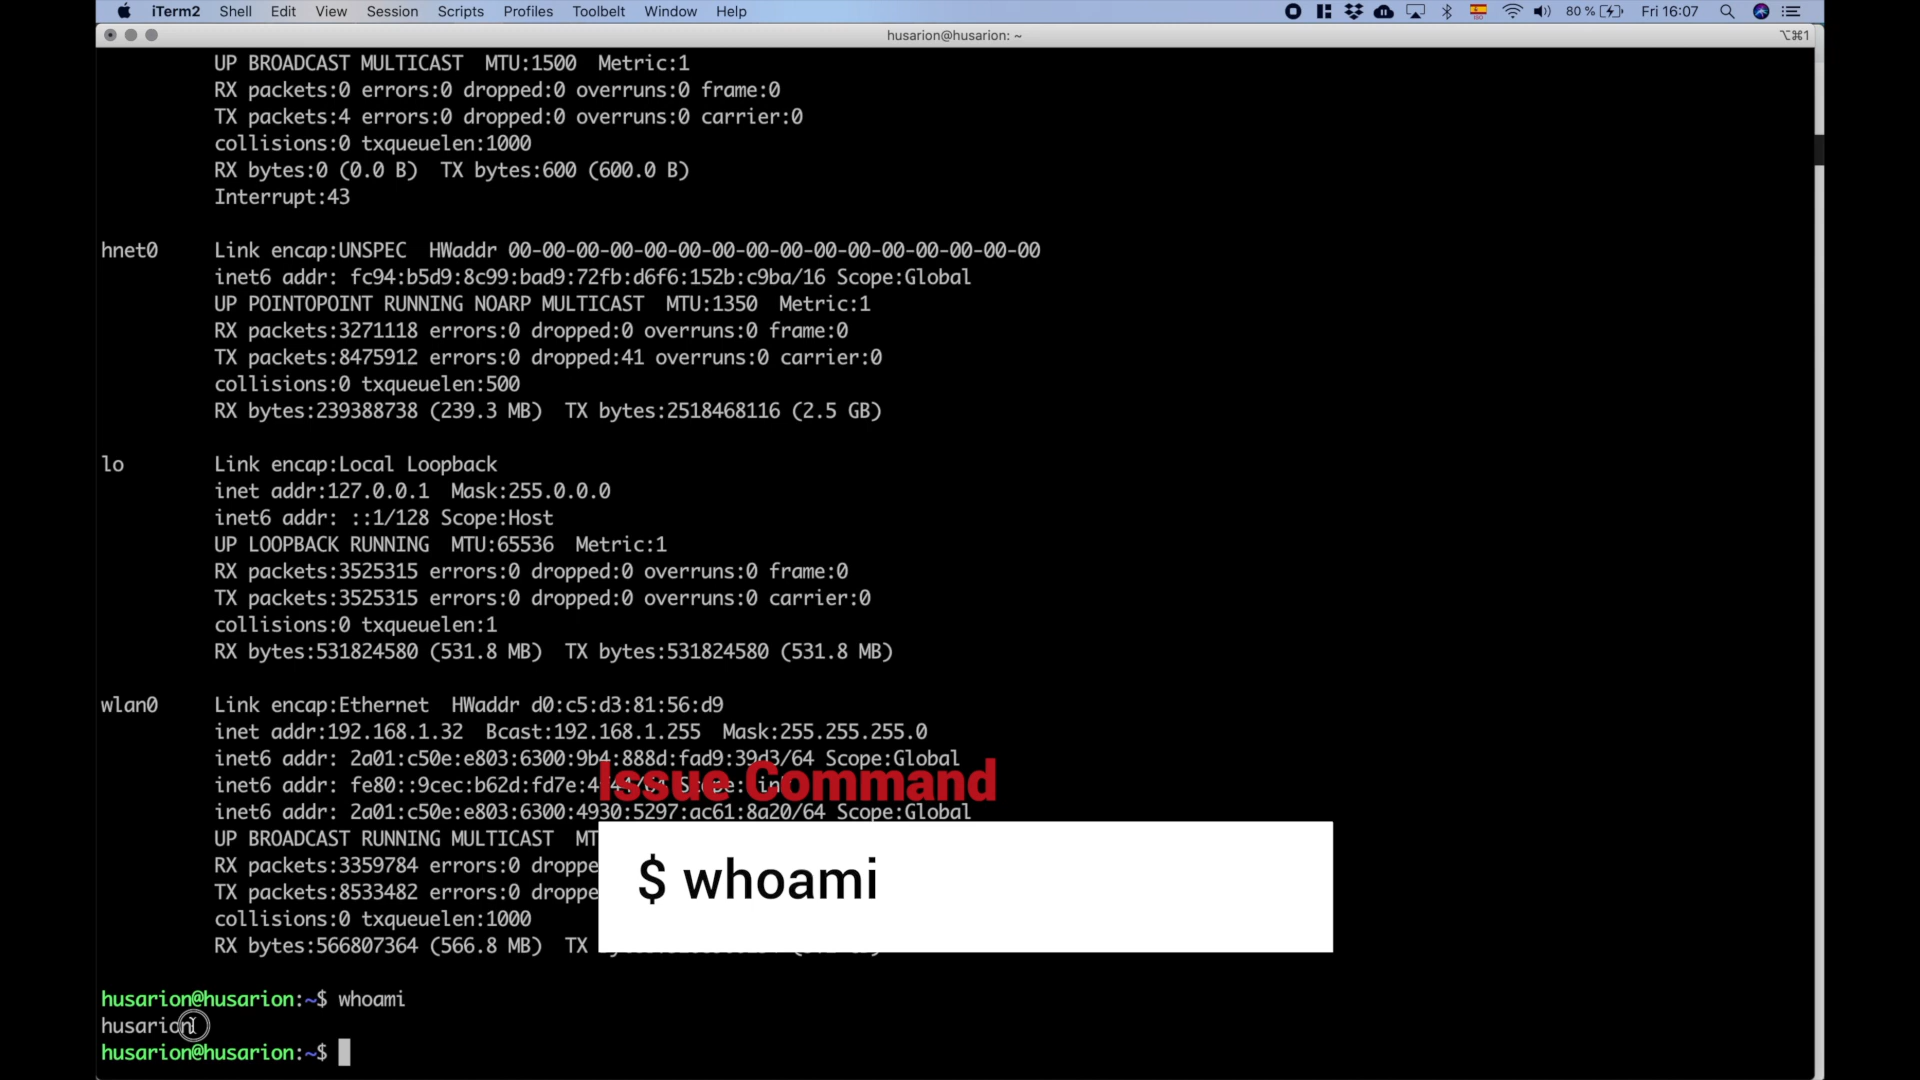 iTerm2 Shell Edit View Session Scripts Profiles Toolbelt Window Help 80 % Fri 16:07
husarion@husarion: ~ ⌥⌘1
UP BROADCAST MULTICAST  MTU:1500  Metric:1
RX packets:0 errors:0 dropped:0 overruns:0 frame:0
TX packets:4 errors:0 dropped:0 overruns:0 carrier:0
collisions:0 txqueuelen:1000
RX bytes:0 (0.0 B)  TX bytes:600 (600.0 B)
Interrupt:43
hnet0 Link encap:UNSPEC  HWaddr 00-00-00-00-00-00-00-00-00-00-00-00-00-00-00-00
inet6 addr: fc94:b5d9:8c99:bad9:72fb:d6f6:152b:c9ba/16 Scope:Global
UP POINTOPOINT RUNNING NOARP MULTICAST  MTU:1350  Metric:1
RX packets:3271118 errors:0 dropped:0 overruns:0 frame:0
TX packets:8475912 errors:0 dropped:41 overruns:0 carrier:0
collisions:0 txqueuelen:500
RX bytes:239388738 (239.3 MB)  TX bytes:2518468116 (2.5 GB)
lo Link encap:Local Loopback
inet addr:127.0.0.1  Mask:255.0.0.0
inet6 addr: ::1/128 Scope:Host
UP LOOPBACK RUNNING  MTU:65536  Metric:1
RX packets:3525315 errors:0 dropped:0 overruns:0 frame:0
TX packets:3525315 errors:0 dropped:0 overruns:0 carrier:0
collisions:0 txqueuelen:1
RX bytes:531824580 (531.8 MB)  TX bytes:531824580 (531.8 MB)
wlan0 Link encap:Ethernet  HWaddr d0:c5:d3:81:56:d9
inet addr:192.168.1.32  Bcast:192.168.1.255  Mask:255.255.255.0
inet6 addr: 2a01:c50e:e803:6300:9b4:888d:fad9:39d3/64 Scope:Global
inet6 addr:
Issue Command
inet6 addr: 2a01:c50e:e803:6300:4930:5297:ac61:8a20/64 Scope:Global
UP BROADCAST RUNNING MULTICAST
RX packets:3359784 errors:0
TX packets:8533482 errors:0
$ whoami
collisions:0 txqueuelen:1000
RX bytes:566807364 (566.8 MB)  TX
husarion@husarion:~$ whoami
husarion
husarion@husarion:~$